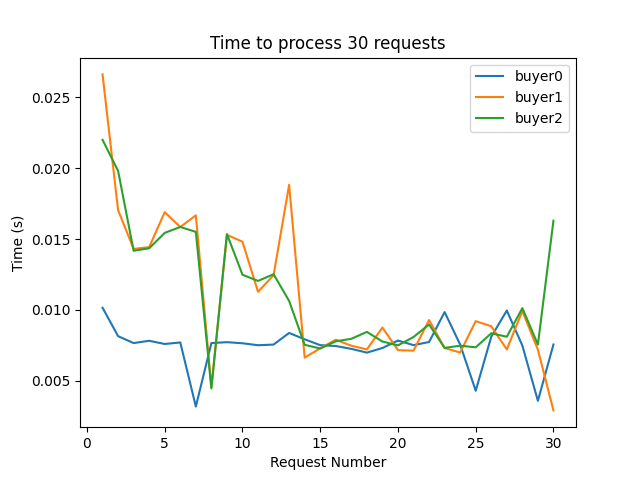 Time to process 30 requests
buyer0
buyer1
buyer2
0.025
0.020
0.015
0.010
0.005
Time (s)
0
5
10
15
20
25
30
Request Number